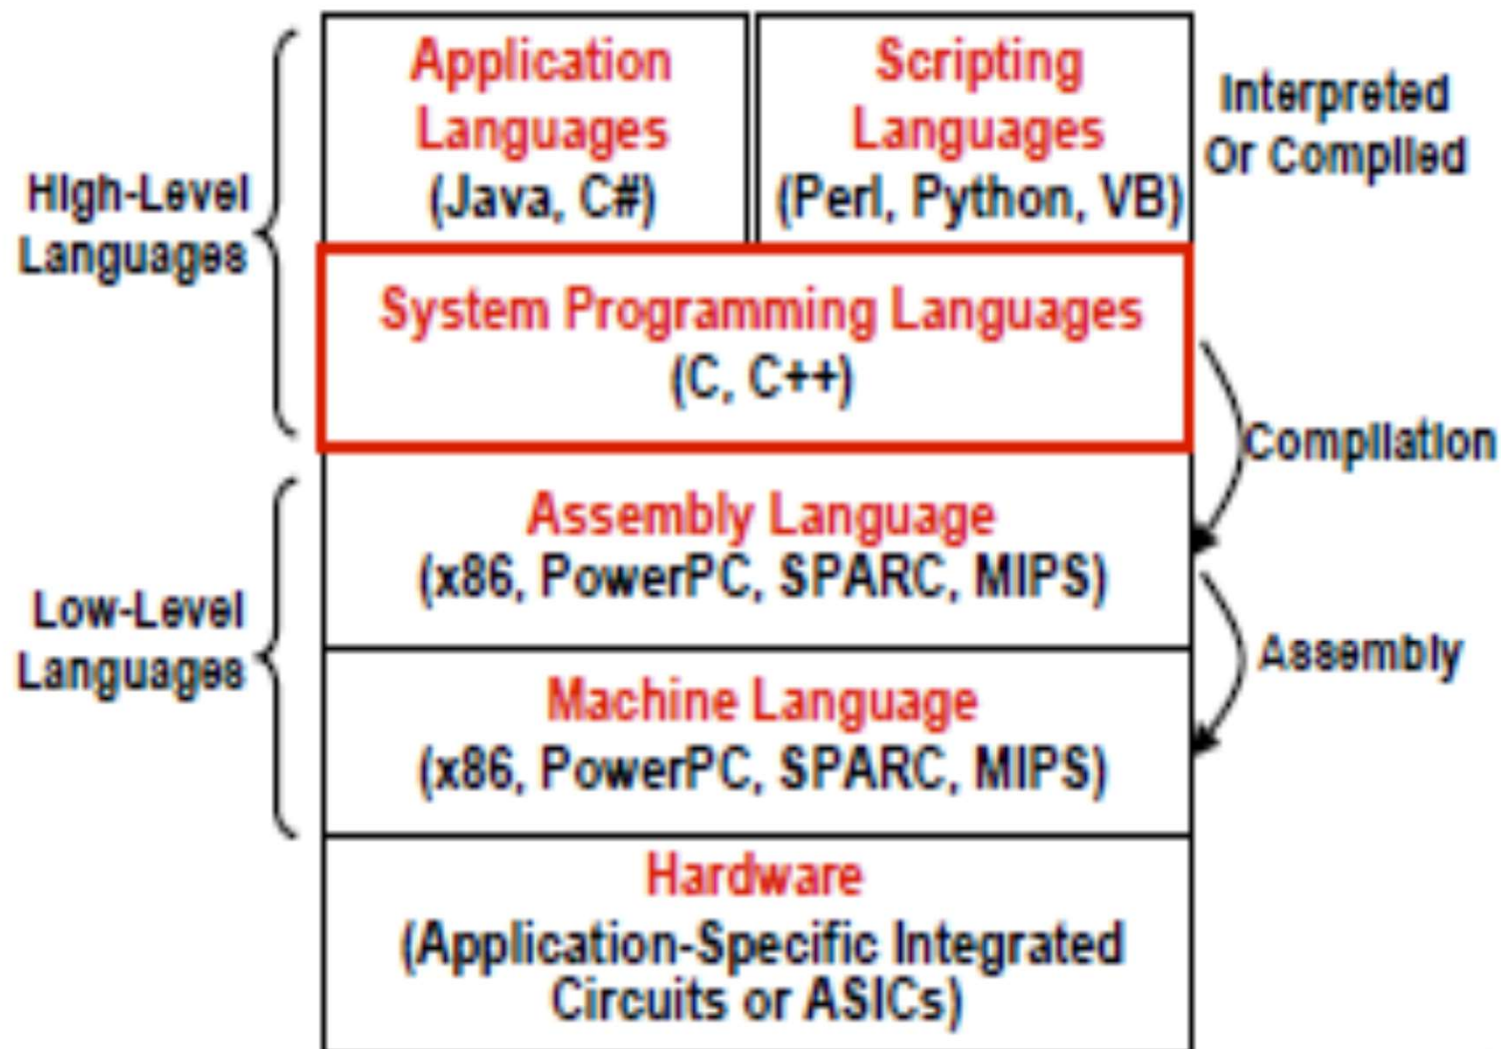 Application
Languages
(Java, C#)
Scripting
Languages
(Perl, Python, VB)
Interpreted
Or Compiled
High-Level
Languages
System Programming Languages
(C, C++)
Compilation
Assembly Language
(x86, PowerPC, SPARC, MIPS)
Low-Level
Languages
Assembly
Machine Language
(x86, PowerPC, SPARC, MIPS)
Hardware
(Application-Specific Integrated
Circuits or ASICs)